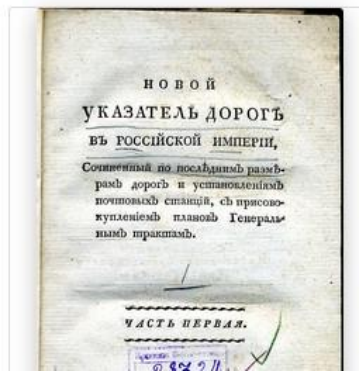 НОВОЙ
УКАЗАТЕЛЬ ДОРОГЪ
ВЪ РОССІЙСКОЙ ИМПЕРІИ,
Сочиненный по послѣднимъ размѣ-
рамъ дорогъ и установленіямъ
почтовыхъ станцій, съ присово-
купленіемъ плановъ Генераль-
нымъ трактамъ.
ЧАСТЬ ПЕРВАЯ.